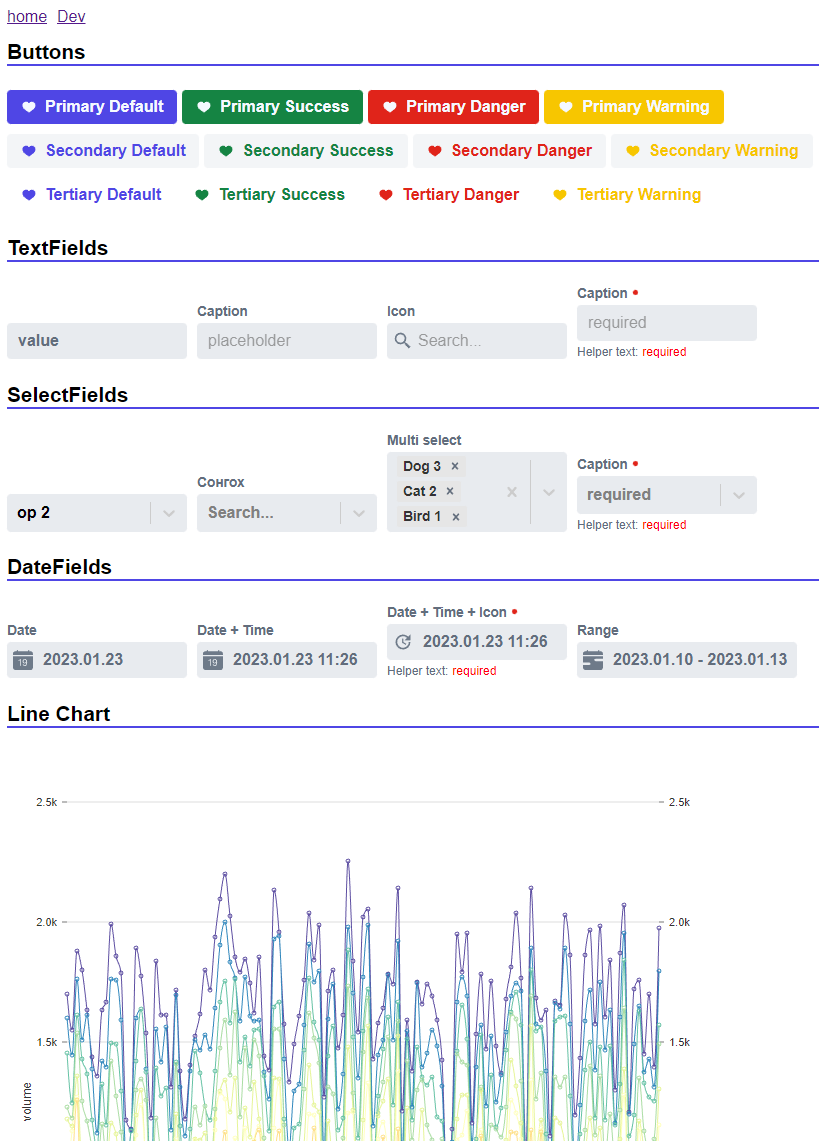 home Dev
Buttons
Primary Default Primary Success Primary Danger Primary Warning
Secondary Default Secondary Success Secondary Danger Secondary Warning
Tertiary Default Tertiary Success Tertiary Danger Tertiary Warning
TextFields
Caption
Caption Icon
required
value placeholder Search...
Helper text: required
SelectFields
Multi select
Dog 3
Caption
Сонгох
Cat 2
required
op 2 Search...
Bird 1
Helper text: required
DateFields
Date + Time + Icon
Date Date + Time Range
2023.01.23 11:26
19 2023.01.23 19 2023.01.23 11:26 2023.01.10 - 2023.01.13
Helper text: required
Line Chart
2.5k 2.5k
2.0k 2.0k
1.5k 1.5k
volume